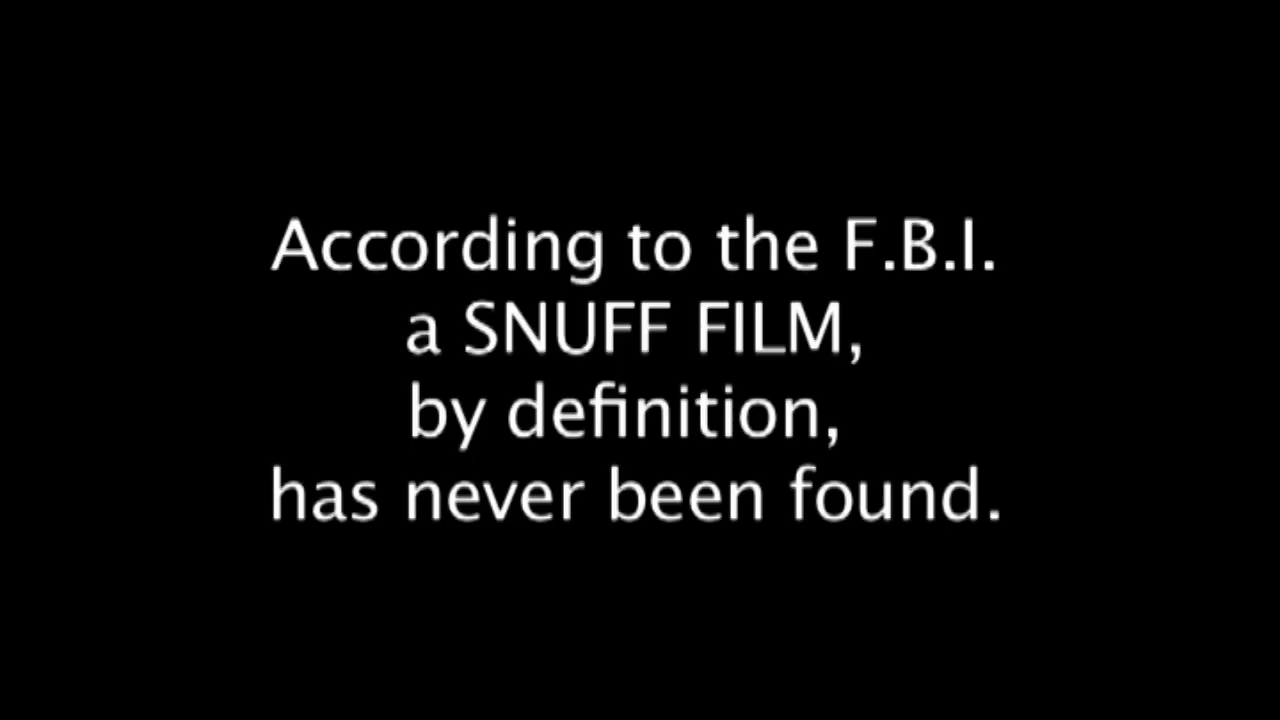 According to the F.B.I.
a SNUFF FILM,
by definition,
has never been found.